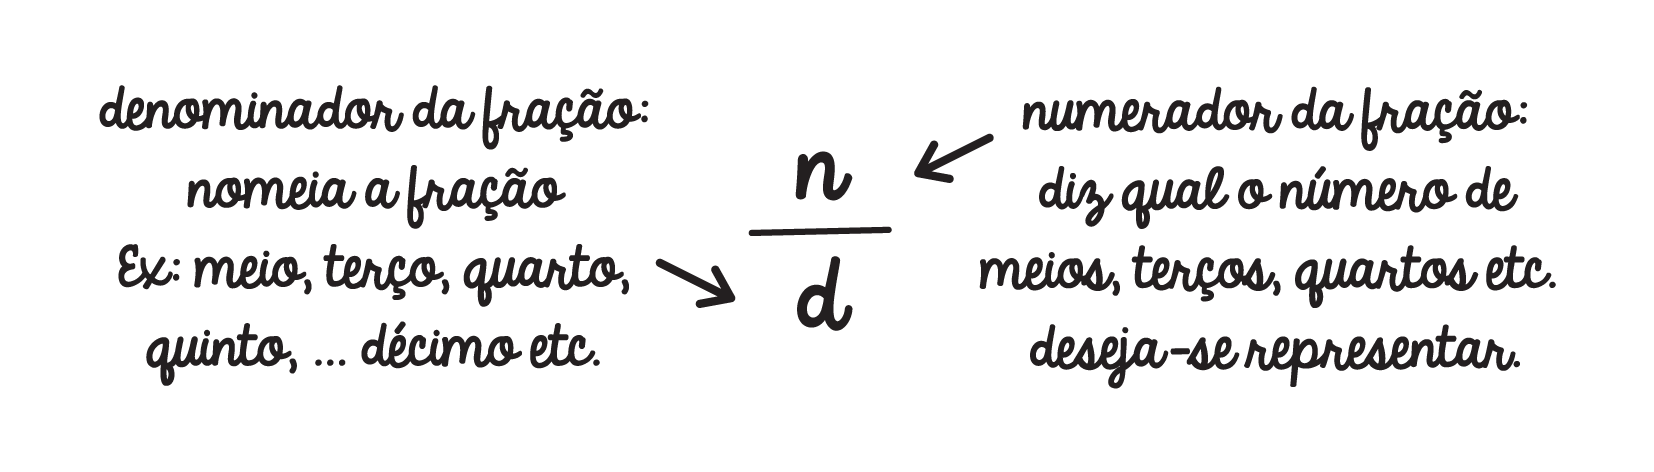 denominador da fração:
nomeia a fração
Ex: meio, terço, quarto,
quinto, ... décimo etc.
n
d
numerador da fração:
diz qual o número de
meios, terços, quartos etc.
deseja-se representar.